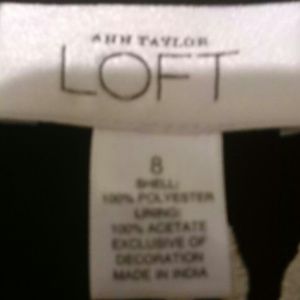 ANN TAYLOR
LOFT
8
SHELL:
100% POLYESTER
LINING:
100% ACETATE
EXCLUSIVE OF
DECORATION
MADE IN INDIA